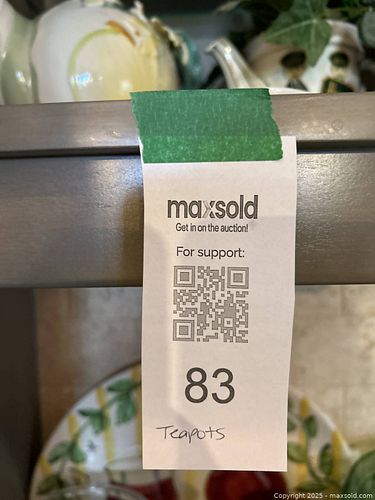 maxsold
Get in on the auction!
For support:
83
Teapots
Copyright 2025 - maxsold.com